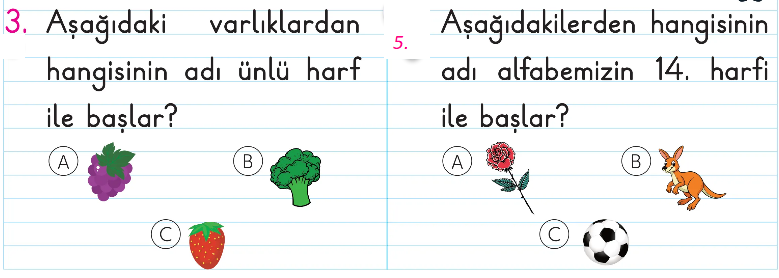 3. Aşağıdaki varlıklardan
hangisinin adı ünlü harf
ile başlar?
A
B
C
5. Aşağıdakilerden hangisinin
adı alfabemizin 14. harfi
ile başlar?
A
B
C